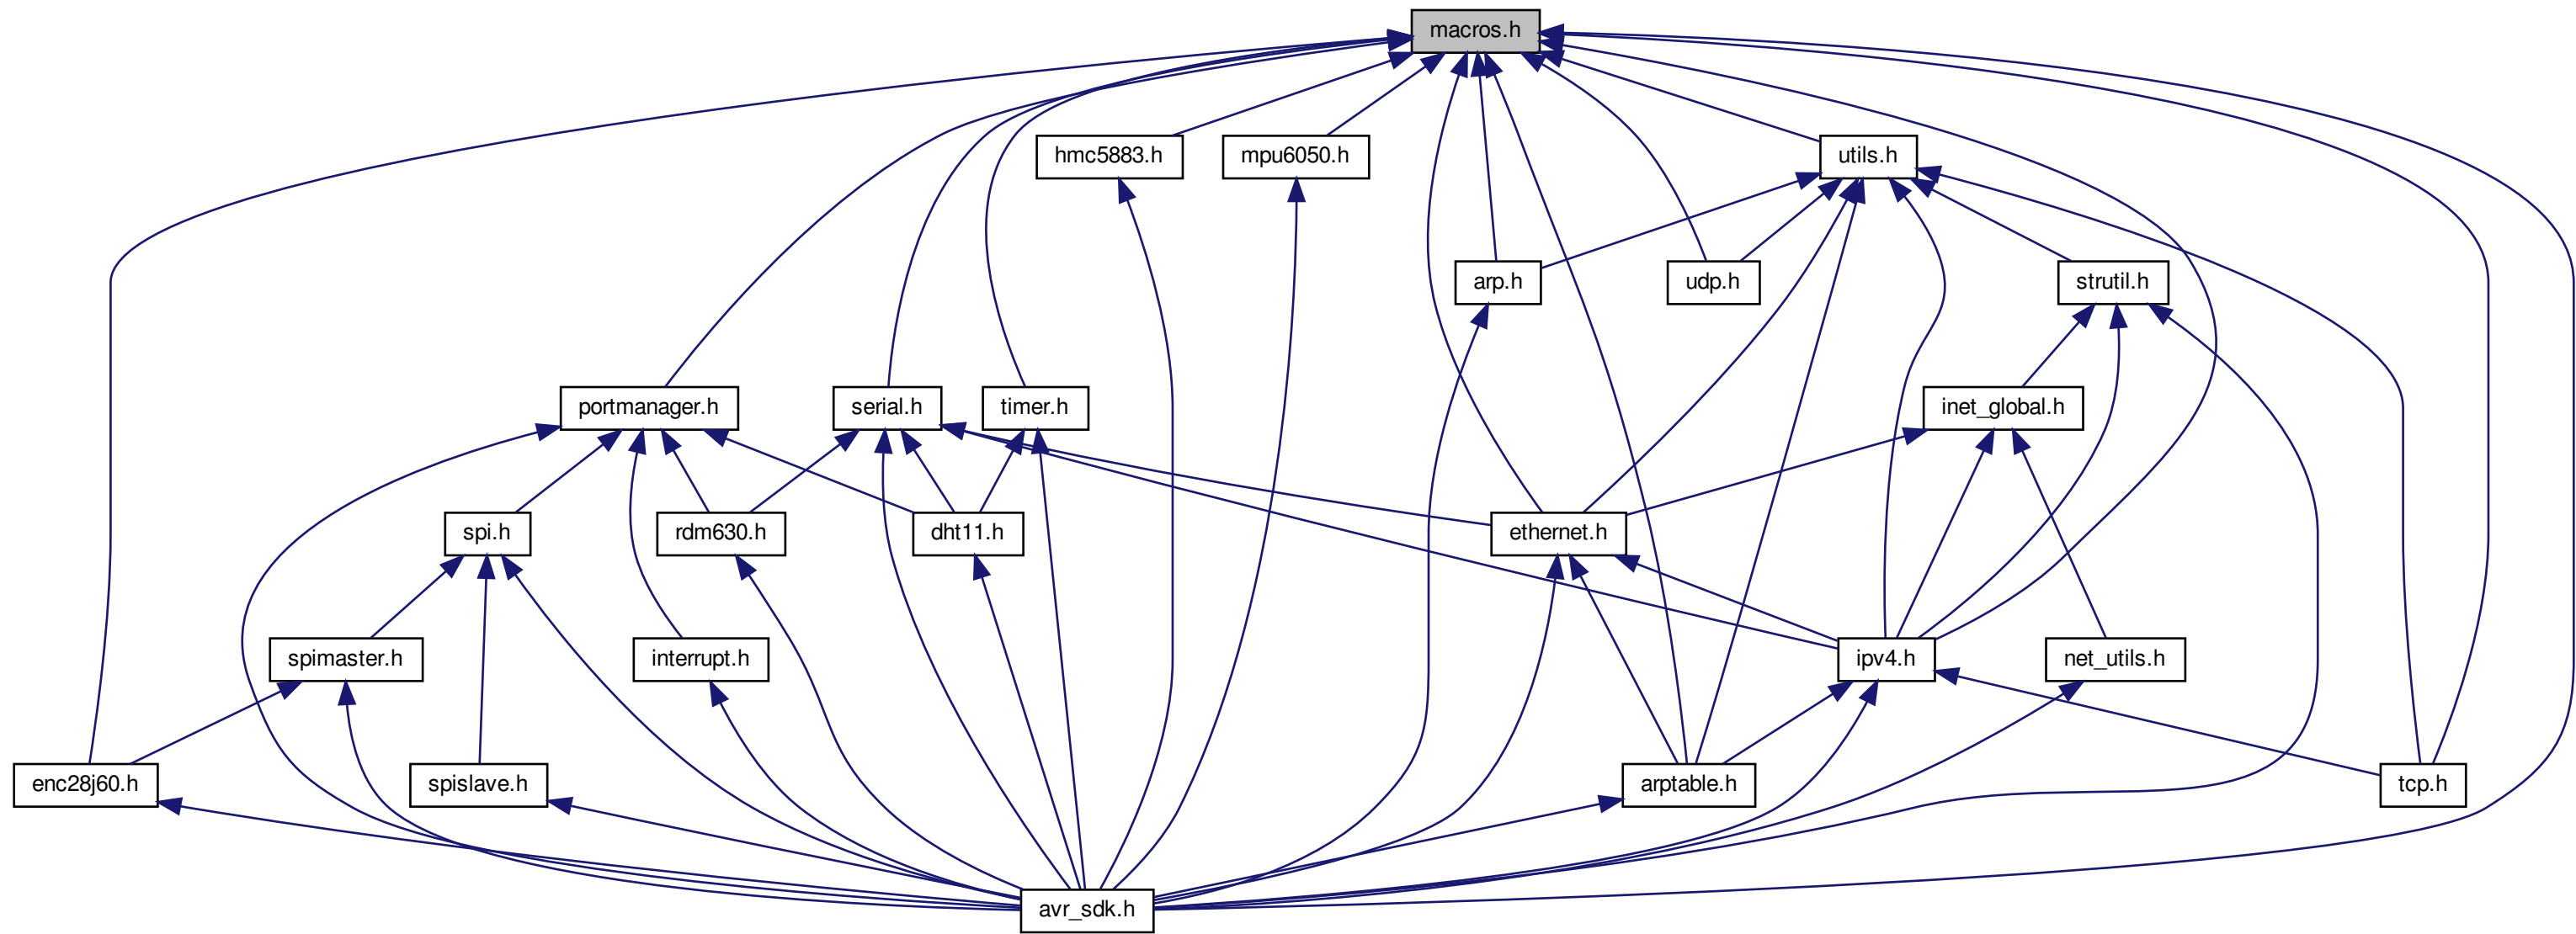 macros.h
hmc5883.h
mpu6050.h
utils.h
arp.h
udp.h
strutil.h
portmanager.h
serial.h
timer.h
inet_global.h
spi.h
rdm630.h
dht11.h
ethernet.h
spimaster.h
interrupt.h
ipv4.h
net_utils.h
enc28j60.h
spislave.h
arptable.h
tcp.h
avr_sdk.h